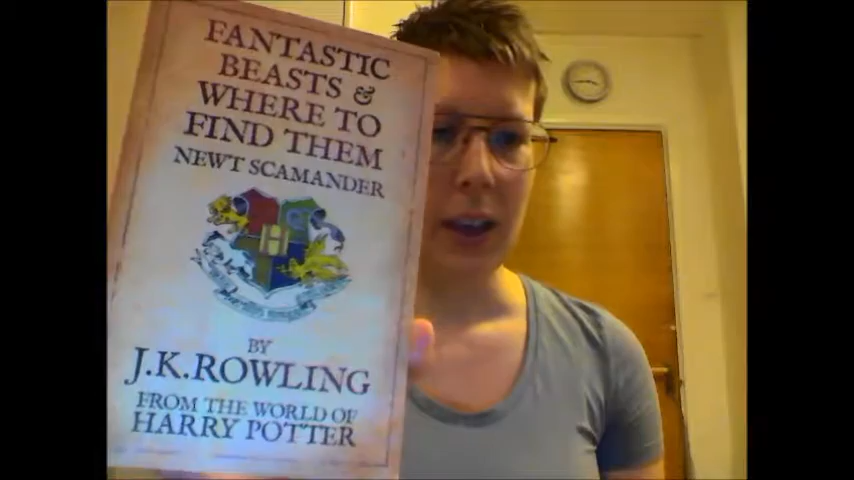 FANTASTIC
BEASTS &
WHERE TO
FIND THEM
NEWT SCAMANDER
H
BY
J.K.ROWLING
FROM THE WORLD OF
HARRY POTTER